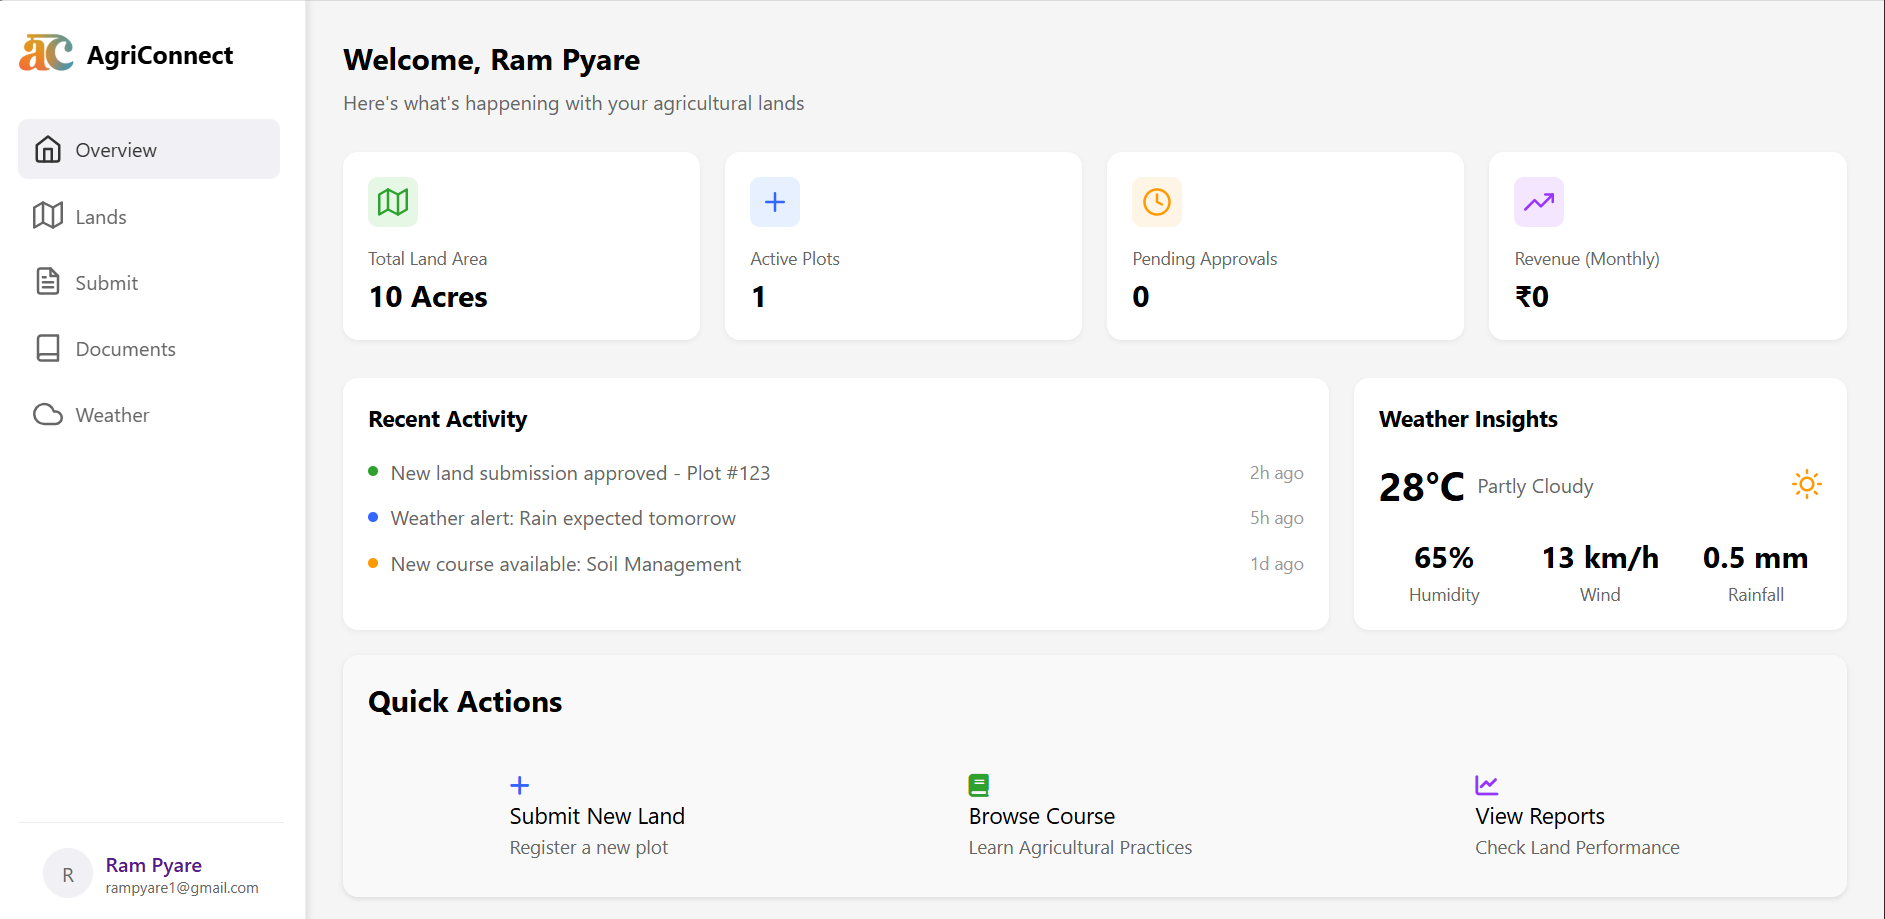 ac AgriConnect
Overview
Lands
Submit
Documents
Weather
R
Ram Pyare
rampyare1@gmail.com
Welcome, Ram Pyare
Here's what's happening with your agricultural lands
Total Land Area
10 Acres
Active Plots
1
Pending Approvals
0
Revenue (Monthly)
₹0
Recent Activity
New land submission approved - Plot #123 2h ago
Weather alert: Rain expected tomorrow 5h ago
New course available: Soil Management 1d ago
Weather Insights
28°C Partly Cloudy
65% 13 km/h 0.5 mm
Humidity Wind Rainfall
Quick Actions
Submit New Land
Register a new plot
Browse Course
Learn Agricultural Practices
View Reports
Check Land Performance